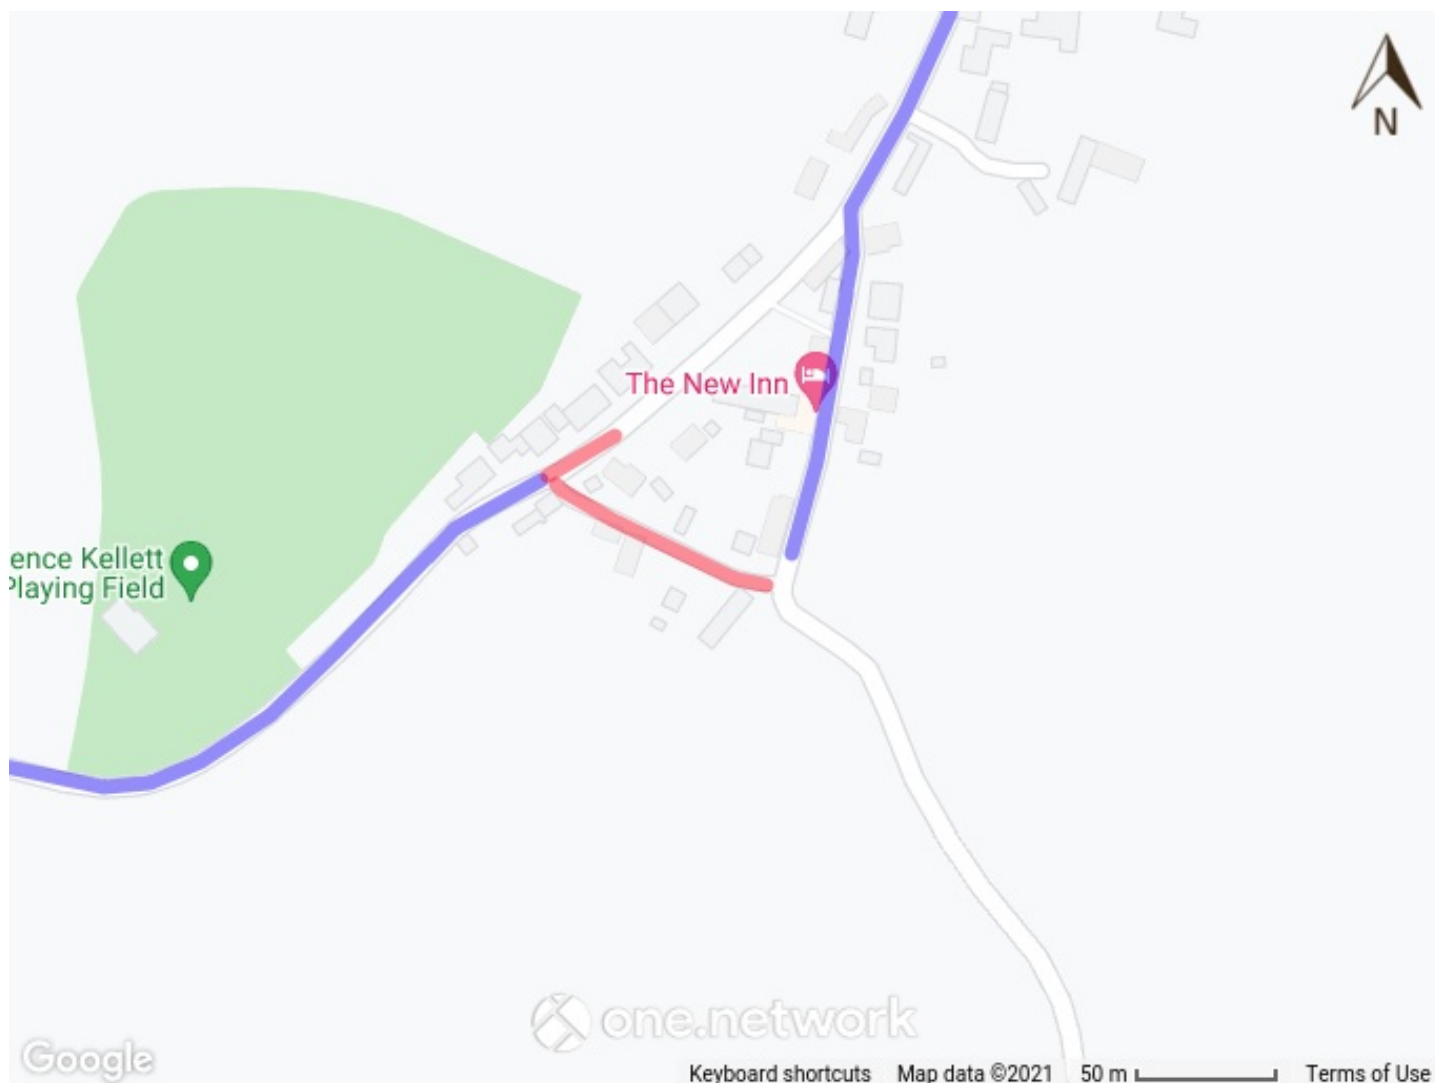 N
The New Inn
ence Kellett
Playing Field
one.network
Google
Keyboard shortcuts Map data ©2021 50 m Terms of Use